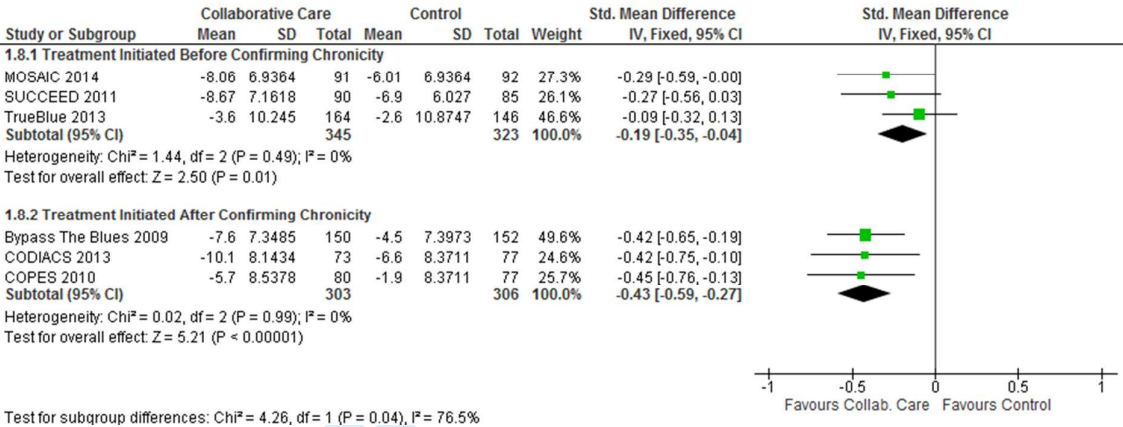 Collaborative Care Control Std. Mean Difference Std. Mean Difference
Study or Subgroup Mean SD Total Mean SD Total Weight IV, Fixed, 95% CI IV, Fixed, 95% CI
1.8.1 Treatment Initiated Before Confirming Chronicity
MOSAIC 2014 -8.06 6.9364 91 -6.01 6.9364 92 27.3% -0.29 [-0.59, -0.00]
SUCCEED 2011 -8.67 7.1618 90 -6.9 6.027 85 26.1% -0.27 [-0.56, 0.03]
TrueBlue 2013 -3.6 10.245 164 -2.6 10.8747 146 46.6% -0.09 [-0.32, 0.13]
Subtotal (95% CI) 345 323 100.0% -0.19 [-0.35, -0.04]
Heterogeneity: Chi² = 1.44, df = 2 (P = 0.49); I² = 0%
Test for overall effect: Z = 2.50 (P = 0.01)
1.8.2 Treatment Initiated After Confirming Chronicity
Bypass The Blues 2009 -7.6 7.3485 150 -4.5 7.3973 152 49.6% -0.42 [-0.65, -0.19]
CODIACS 2013 -10.1 8.1434 73 -6.6 8.3711 77 24.6% -0.42 [-0.75, -0.10]
COPES 2010 -5.7 8.5378 80 -1.9 8.3711 77 25.7% -0.45 [-0.76, -0.13]
Subtotal (95% CI) 303 306 100.0% -0.43 [-0.59, -0.27]
Heterogeneity: Chi² = 0.02, df = 2 (P = 0.99); I² = 0%
Test for overall effect: Z = 5.21 (P < 0.00001)
-1 -0.5 0 0.5 1
Favours Collab. Care Favours Control
Test for subgroup differences: Chi² = 4.26, df = 1 (P = 0.04), I² = 76.5%